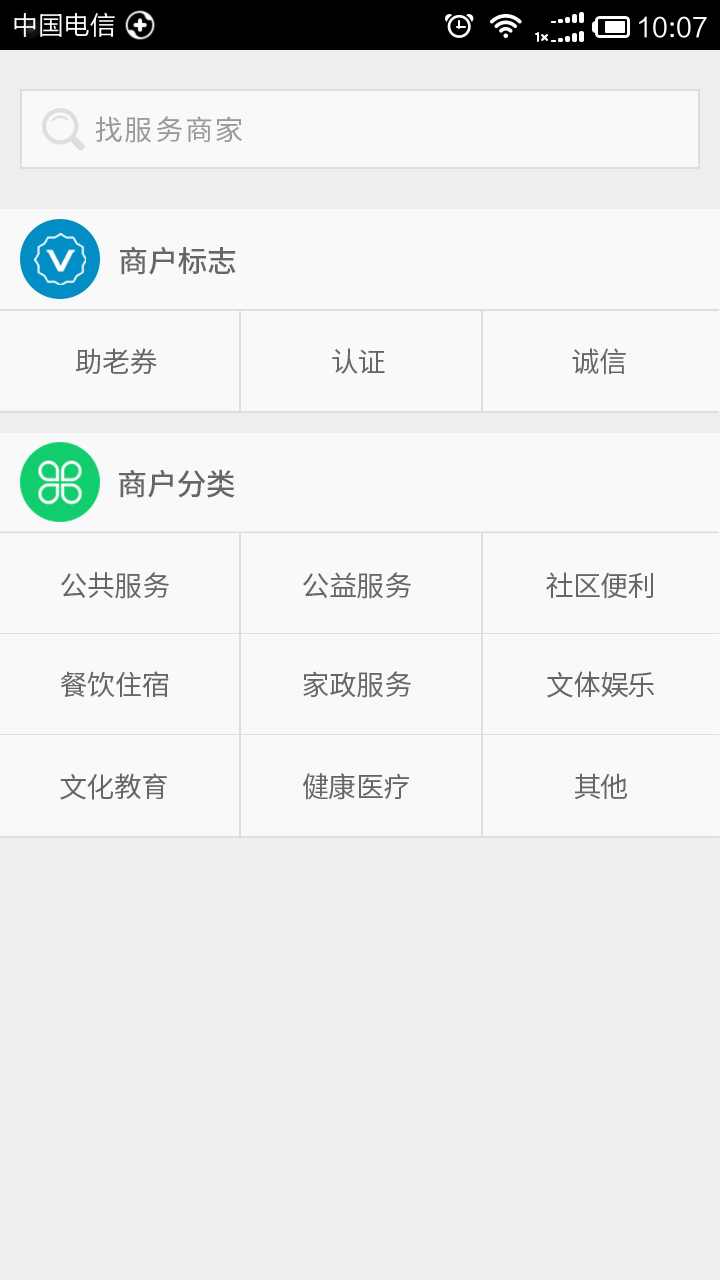 中国电信 1x 10:07
找服务商家
商户标志
助老券 认证 诚信
商户分类
公共服务 公益服务 社区便利
餐饮住宿 家政服务 文体娱乐
文化教育 健康医疗 其他